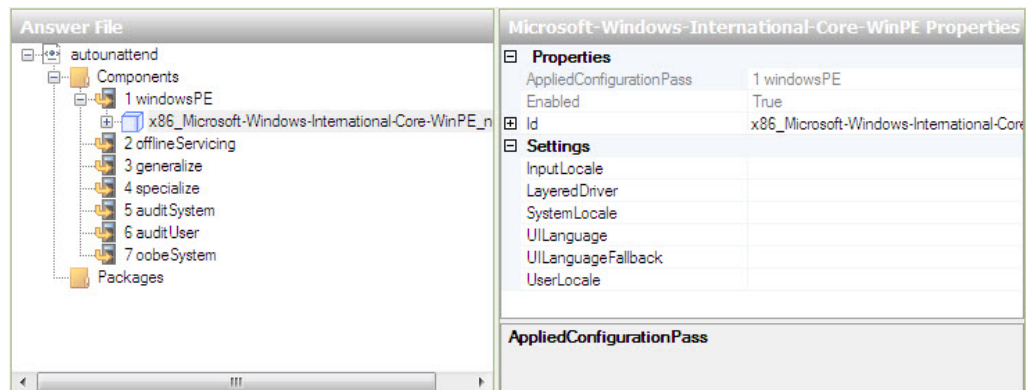 Answer File
autounattend
Components
1 windowsPE
x86_Microsoft-Windows-International-Core-WinPE_n
2 offlineServicing
3 generalize
4 specialize
5 auditSystem
6 auditUser
7 oobeSystem
Packages
Microsoft-Windows-International-Core-WinPE Properties
Properties
AppliedConfigurationPass 1 windowsPE
Enabled True
Id x86_Microsoft-Windows-International-Core
Settings
InputLocale
LayeredDriver
SystemLocale
UILanguage
UILanguageFallback
UserLocale
AppliedConfigurationPass